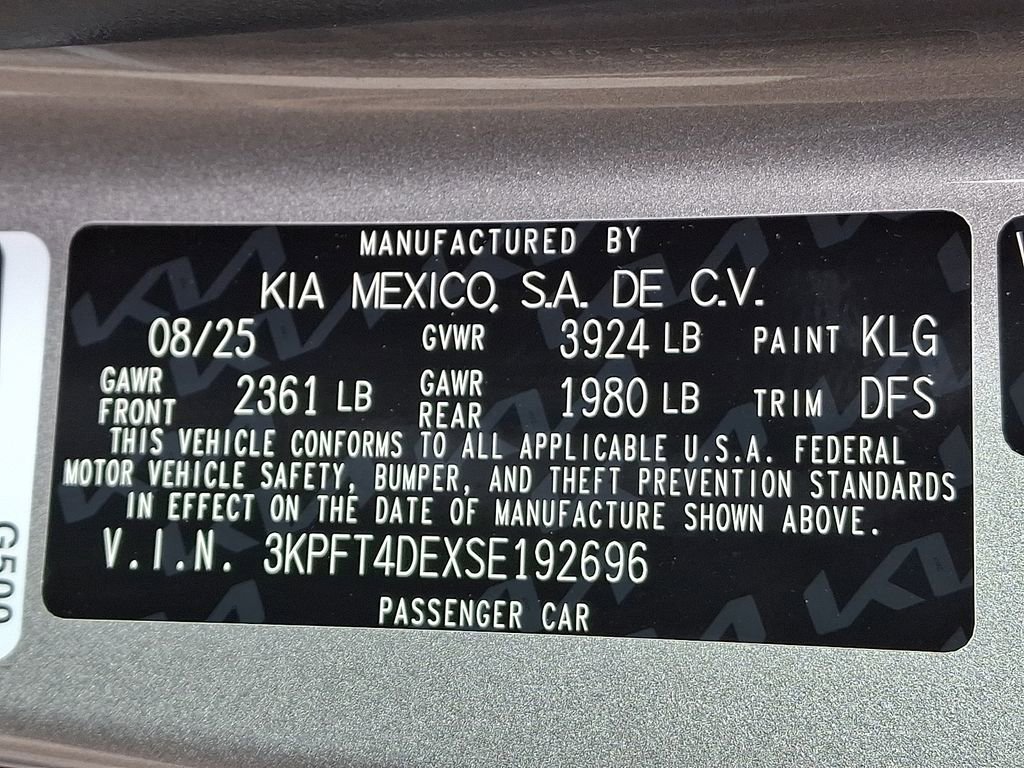 MANUFACTURED BY
KIA MEXICO, S.A. DE C.V.
08/25 GVWR 3924 LB PAINT KLG
GAWR FRONT 2361 LB GAWR REAR 1980 LB TRIM DFS
THIS VEHICLE CONFORMS TO ALL APPLICABLE U.S.A. FEDERAL
MOTOR VEHICLE SAFETY, BUMPER, AND THEFT PREVENTION STANDARDS
IN EFFECT ON THE DATE OF MANUFACTURE SHOWN ABOVE.
V.I.N. 3KPFT4DEXSE192696
PASSENGER CAR
G500